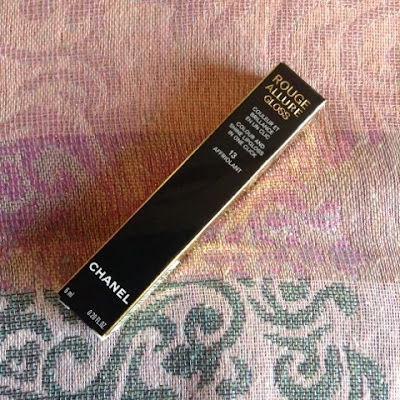 ROUGE
ALLURE
GLOSS
COULEUR ET
BRILLANCE
EN UN CLIC
COLOUR AND
SHINE LIPGLOSS
IN ONE CLICK
13
AFFRIOLANT
CHANEL
6 ml
0.20 FL.OZ.